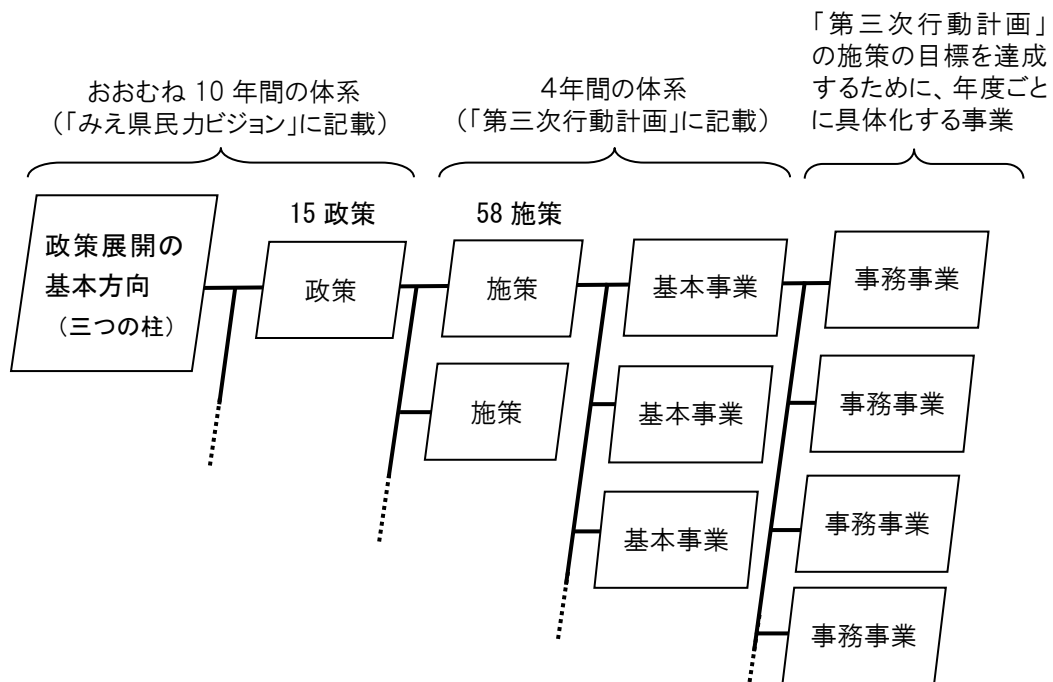 おおむね 10 年間の体系
（「みえ県民力ビジョン」に記載）
4年間の体系
（「第三次行動計画」に記載）
「第三次行動計画」
の施策の目標を達成
するために、年度ごと
に具体化する事業
政策展開の
基本方向
（三つの柱）
15 政策
政策
58 施策
施策
施策
基本事業
基本事業
基本事業
事務事業
事務事業
事務事業
事務事業